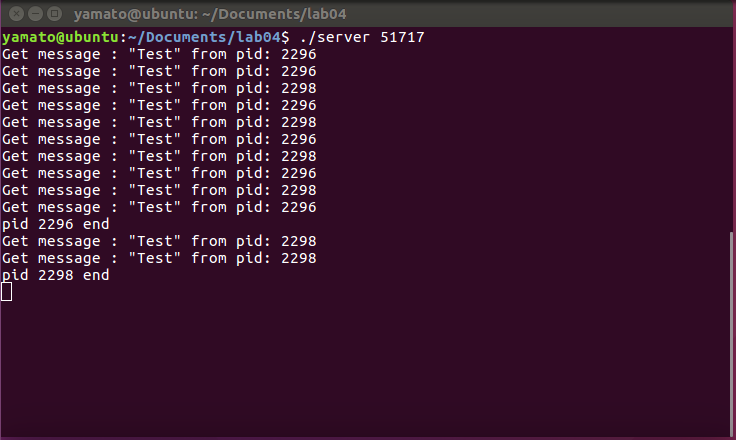 yamato@ubuntu: ~/Documents/lab04
yamato@ubuntu:~/Documents/lab04$ ./server 51717
Get message : "Test" from pid: 2296
Get message : "Test" from pid: 2296
Get message : "Test" from pid: 2298
Get message : "Test" from pid: 2296
Get message : "Test" from pid: 2298
Get message : "Test" from pid: 2296
Get message : "Test" from pid: 2298
Get message : "Test" from pid: 2296
Get message : "Test" from pid: 2298
Get message : "Test" from pid: 2296
pid 2296 end
Get message : "Test" from pid: 2298
Get message : "Test" from pid: 2298
pid 2298 end